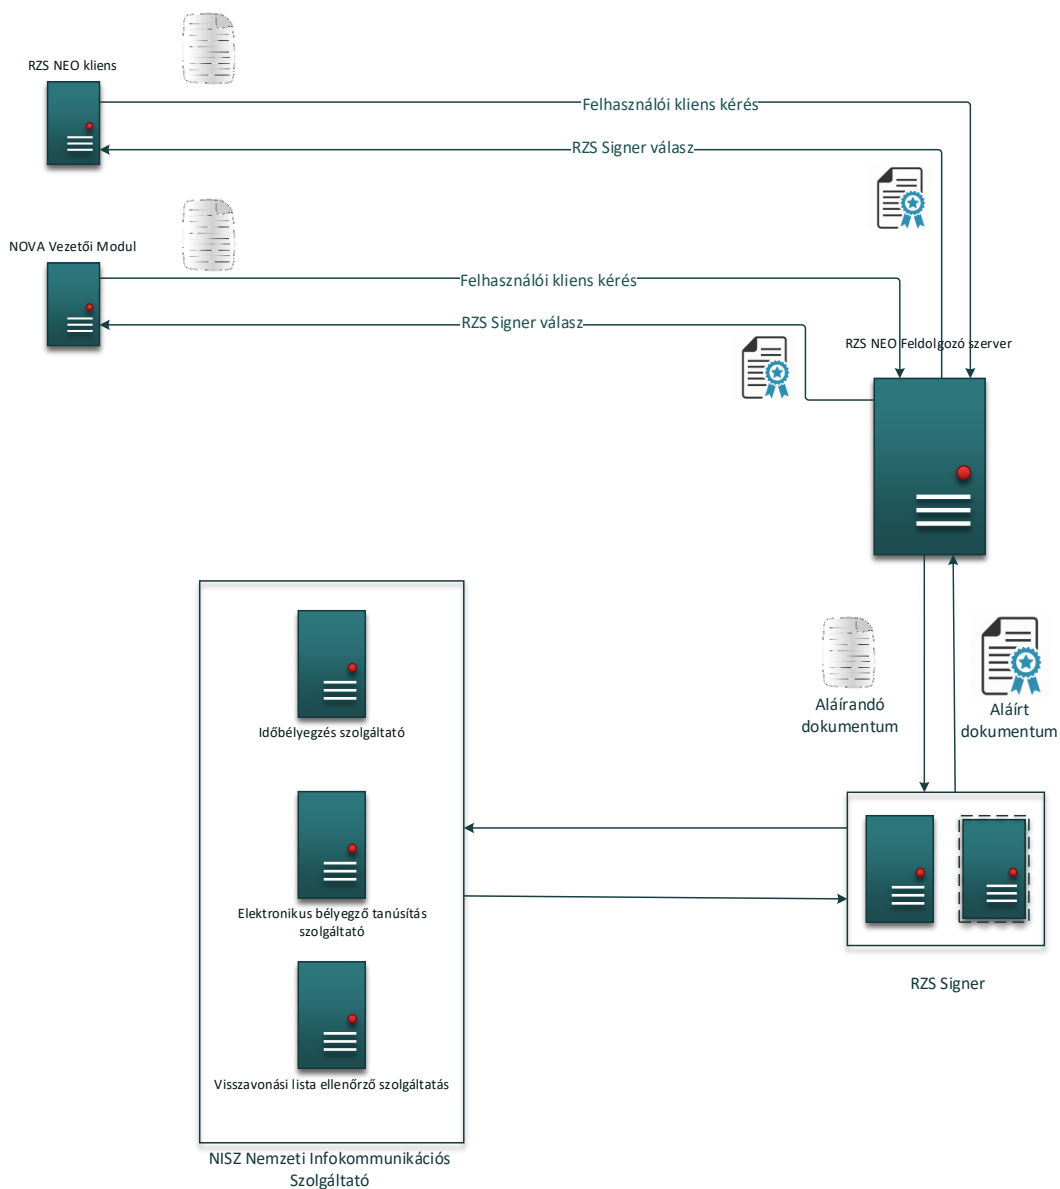 RZS NEO kliens
Felhasználói kliens kérés
RZS Signer válasz
NOVA Vezetői Modul
Felhasználói kliens kérés
RZS Signer válasz
RZS NEO Feldolgozó szerver
Aláírandó
dokumentum
Aláírt
dokumentum
Időbélyegzés szolgáltató
Elektronikus bélyegző tanúsítás
szolgáltató
RZS Signer
Visszavonási lista ellenőrző szolgáltatás
NISZ Nemzeti Infokommunikációs
Szolgáltató